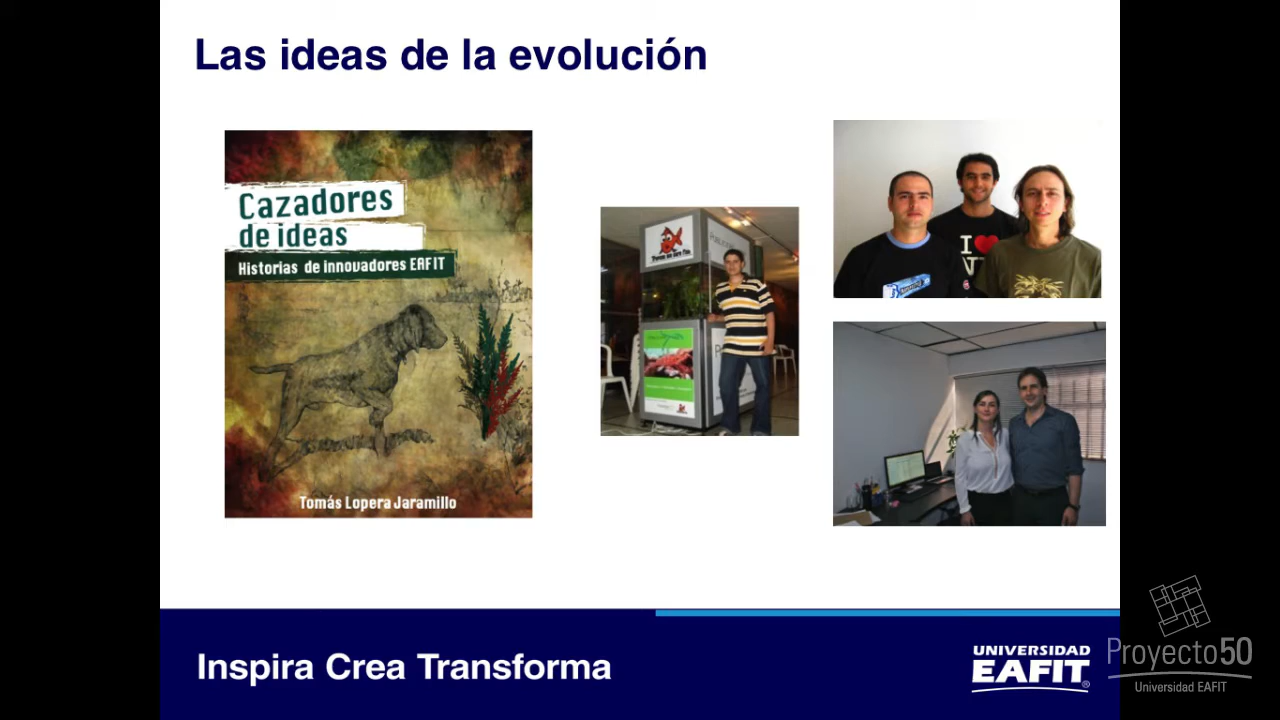 Las ideas de la evolución
Cazadores
de ideas
Historias de innovadores EAFIT
Tomás Lopera Jaramillo
I
Inspira Crea Transforma
UNIVERSIDAD
EAFIT®
Proyecto50
Universidad EAFIT